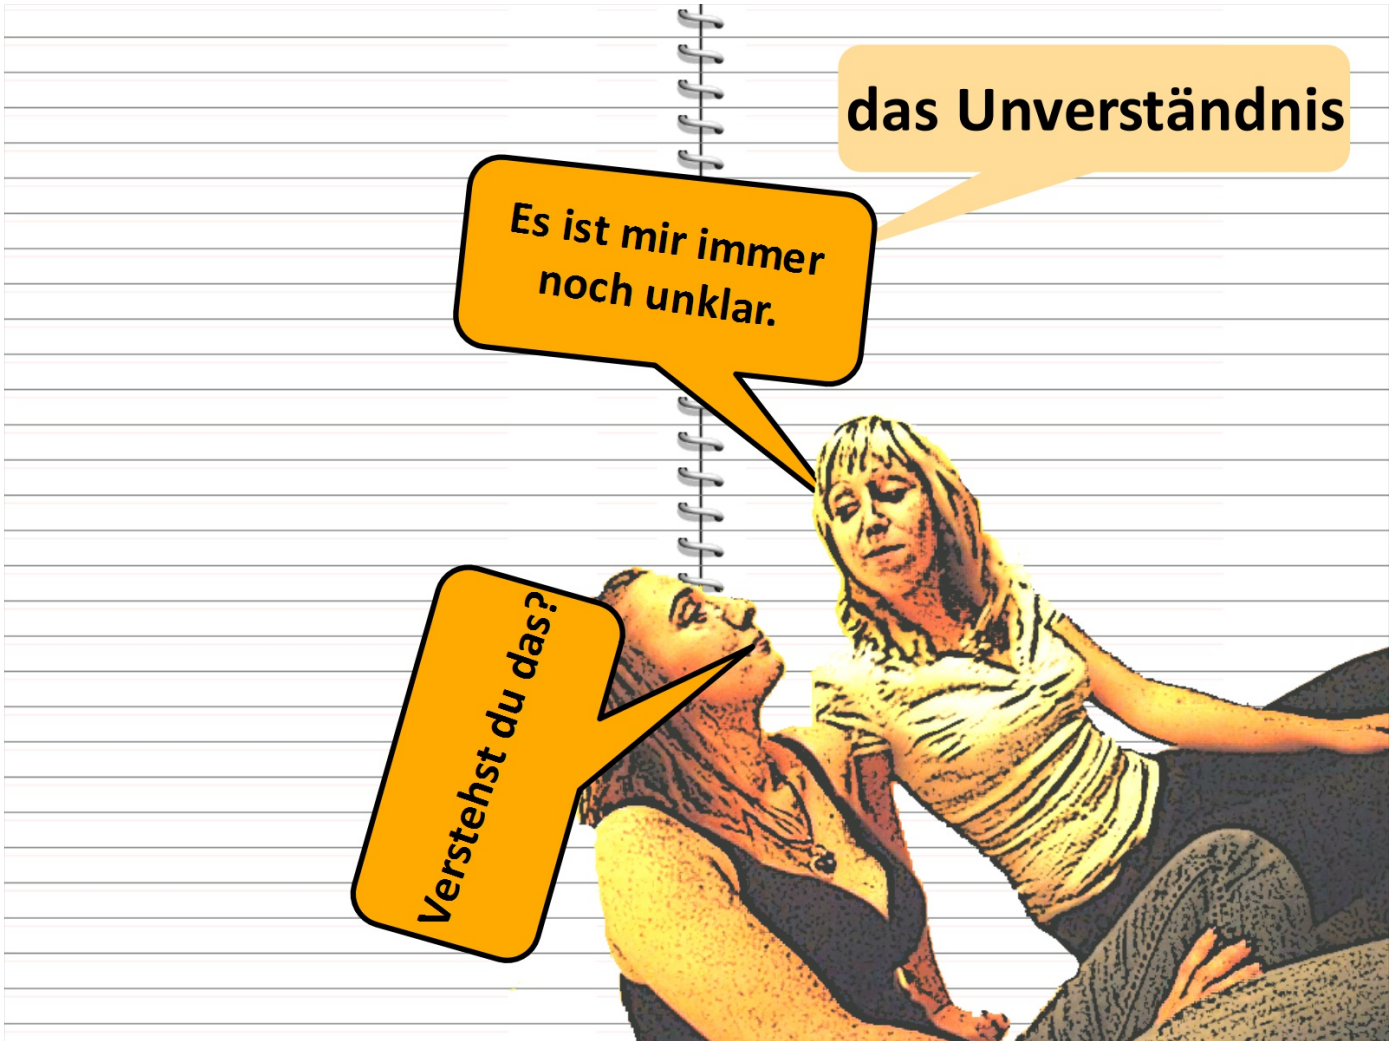 das Unverständnis
Es ist mir immer
noch unklar.
Verstehst du das?